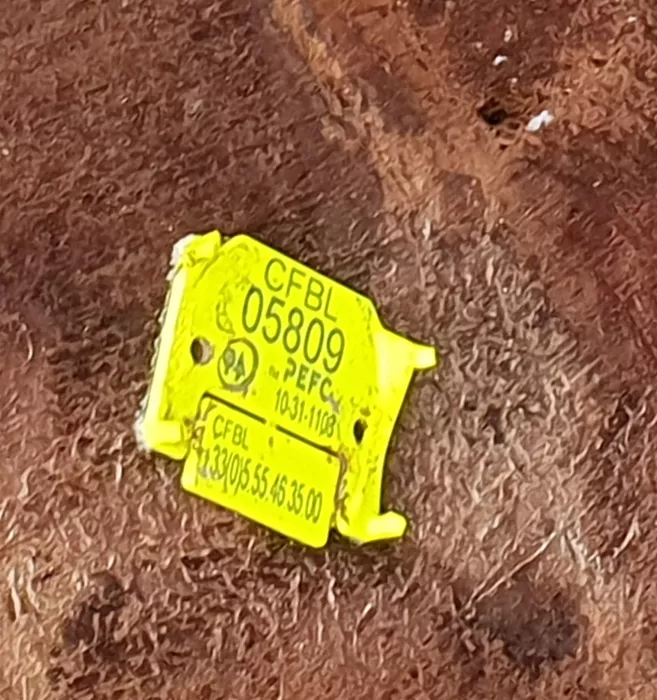 CFBL
05809
PEFC
10-31-1108
CFBL
T.33(0)5.55.46.35.00